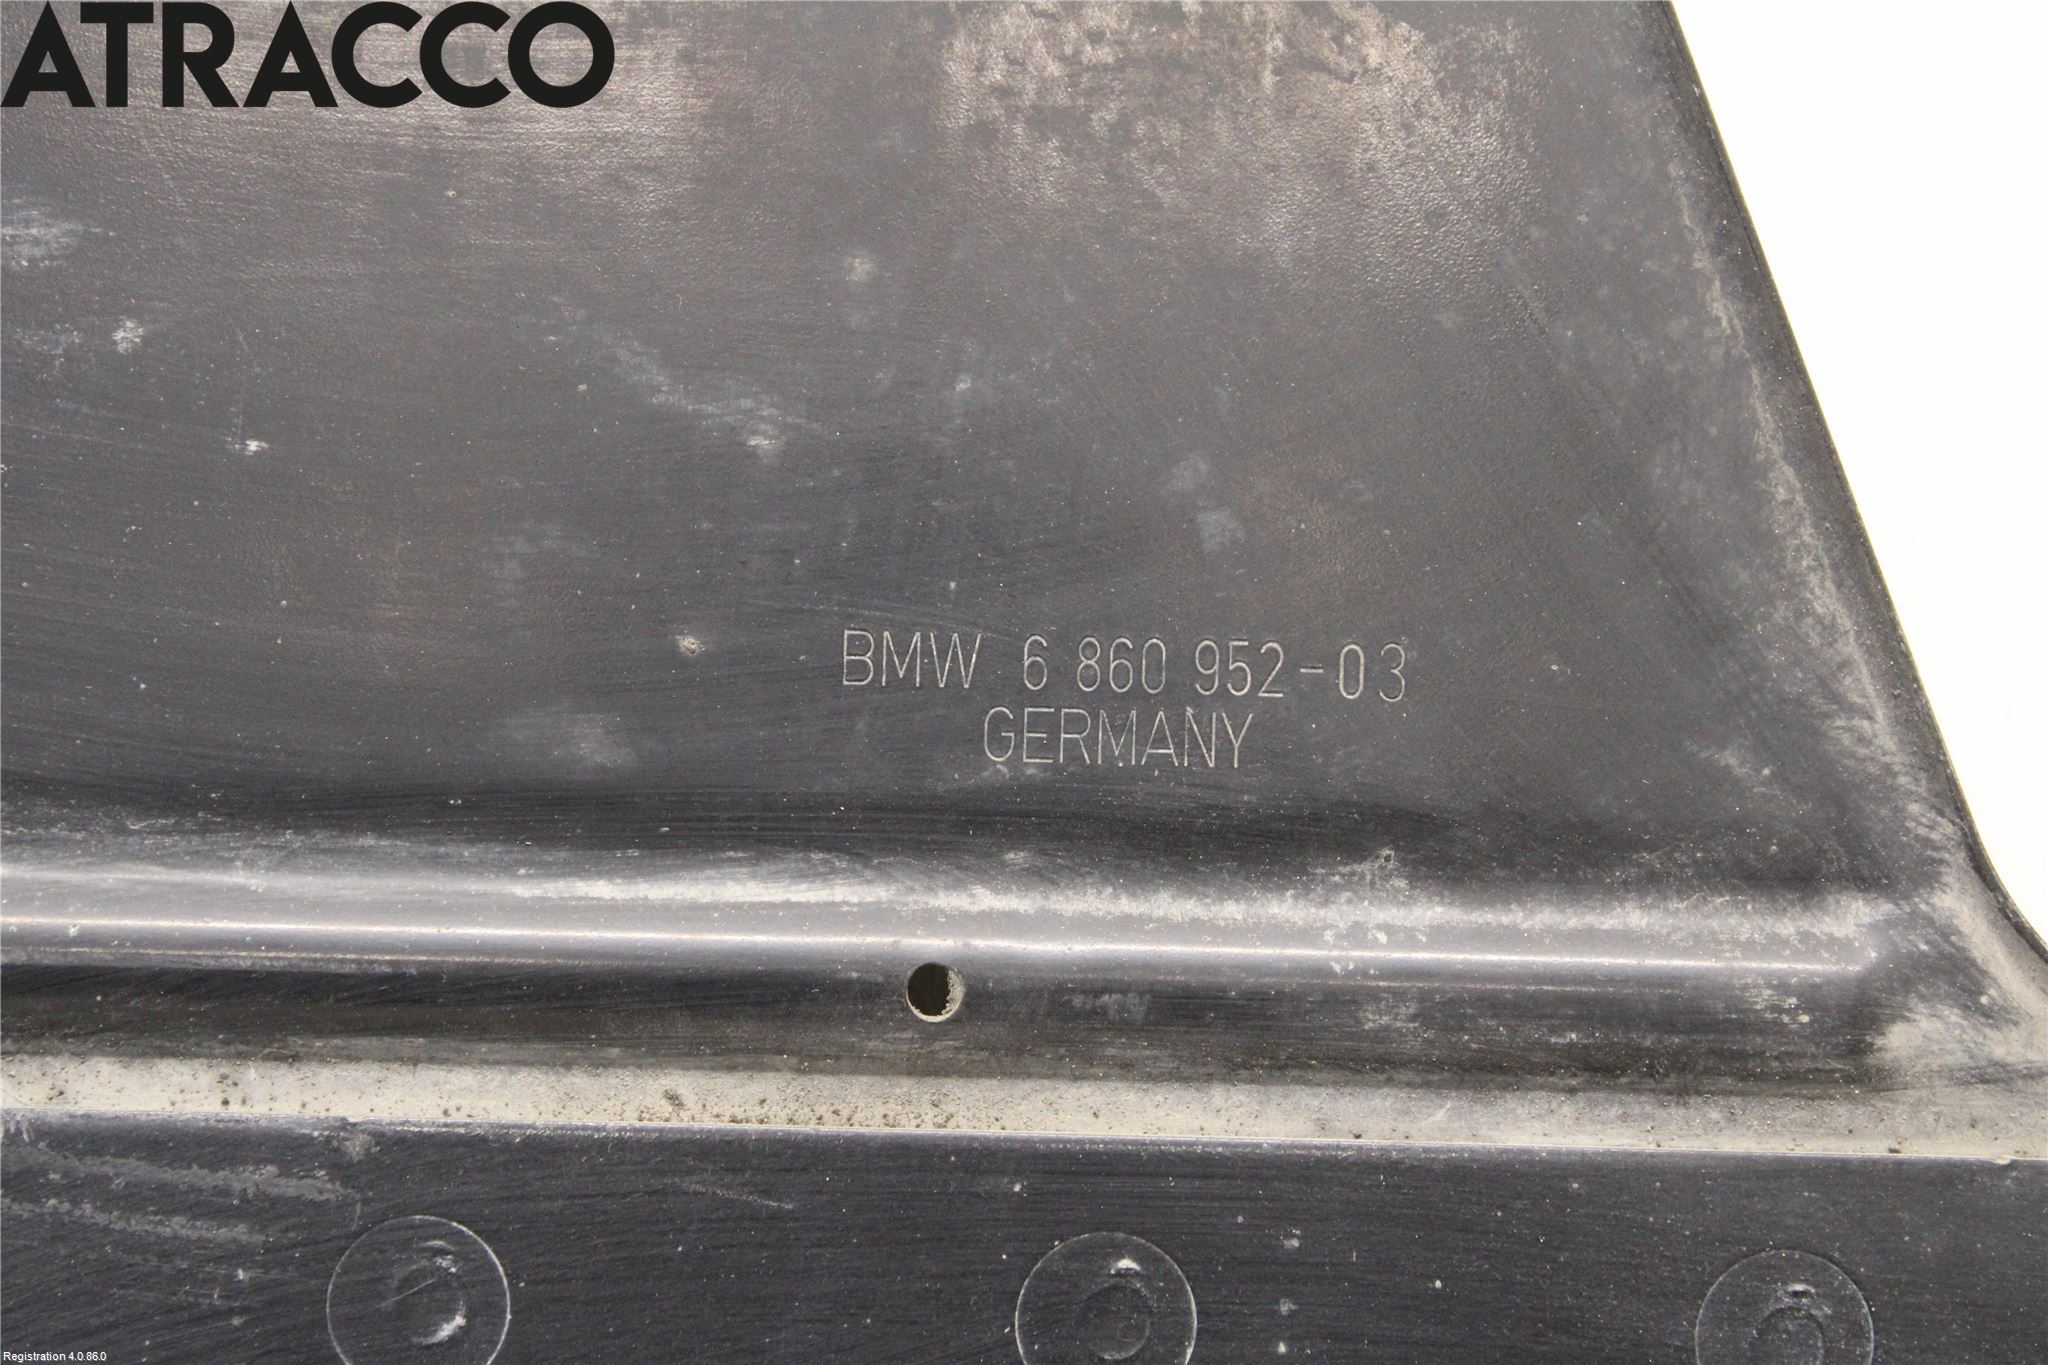 ATRACCO
BMW 6 860 952-03
GERMANY
Registration 4.0.86.0